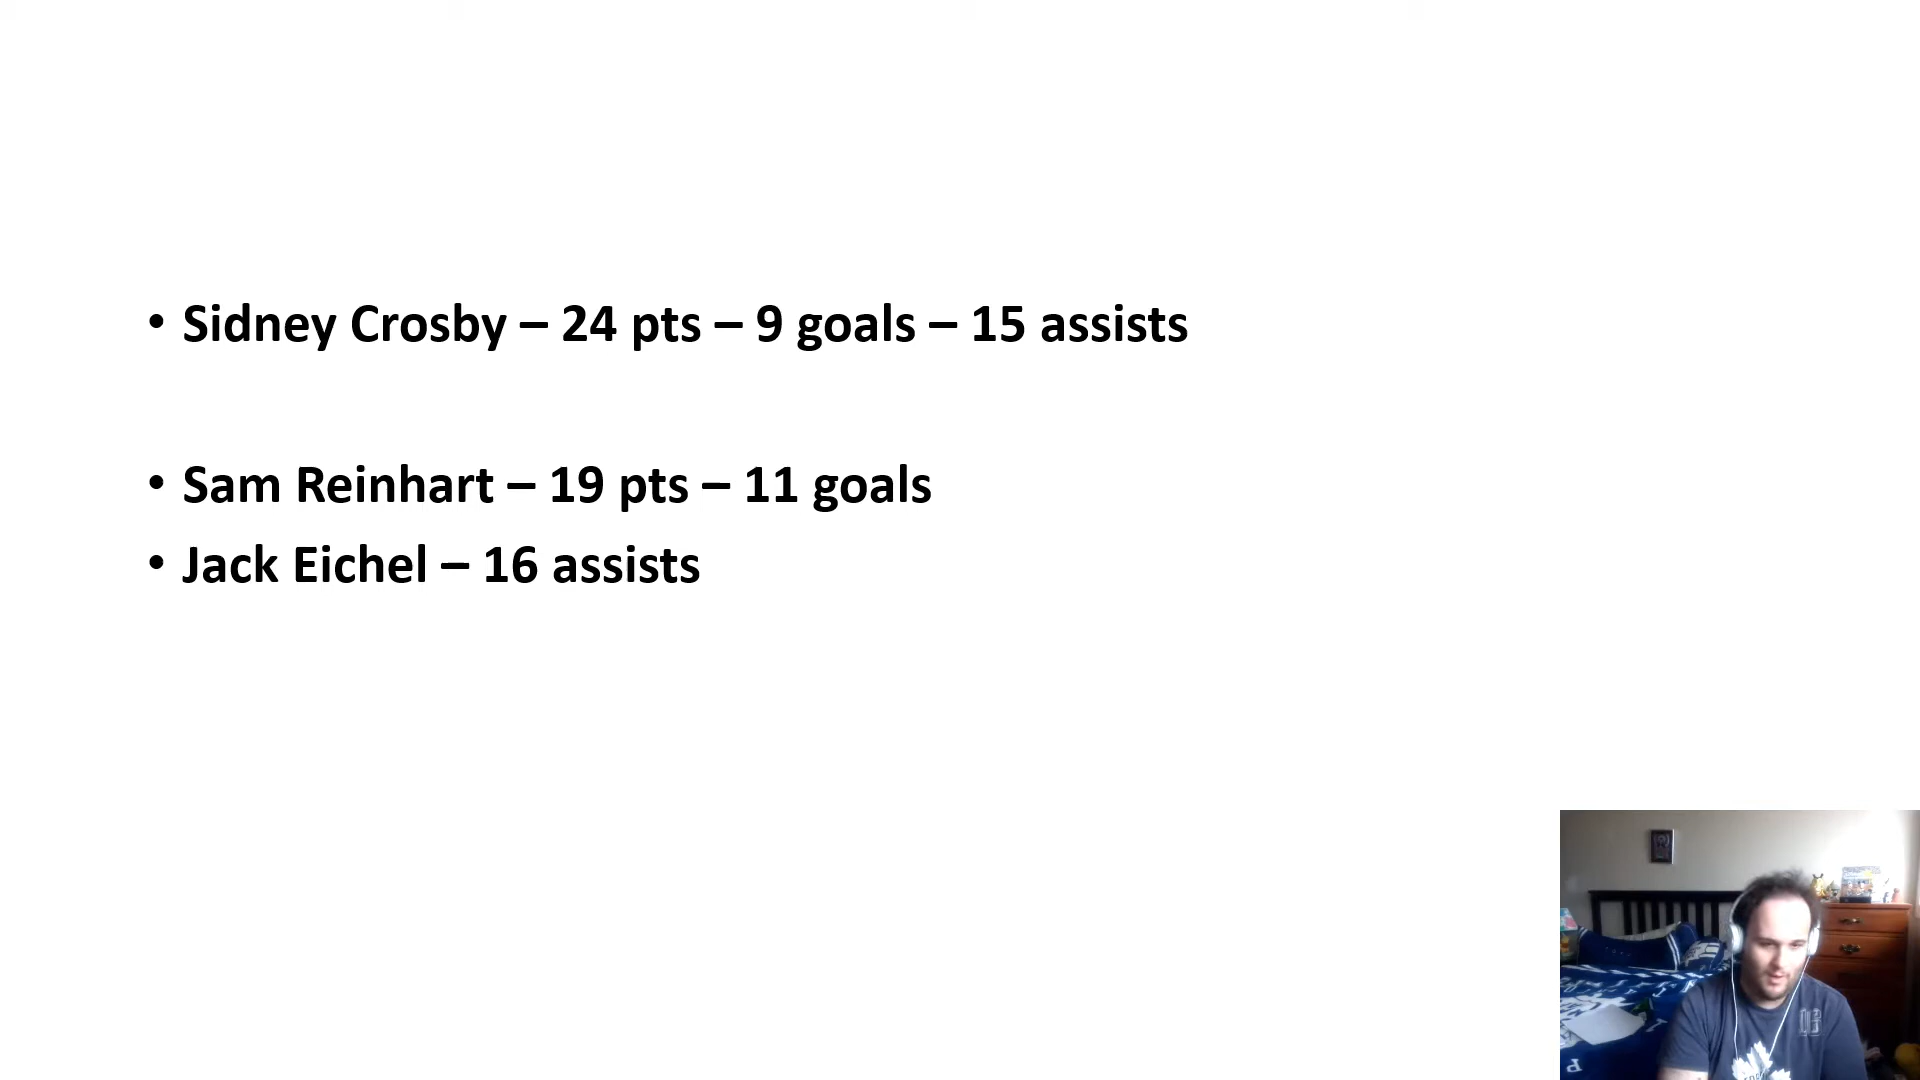 • Sidney Crosby – 24 pts – 9 goals – 15 assists
• Sam Reinhart – 19 pts – 11 goals
• Jack Eichel – 16 assists